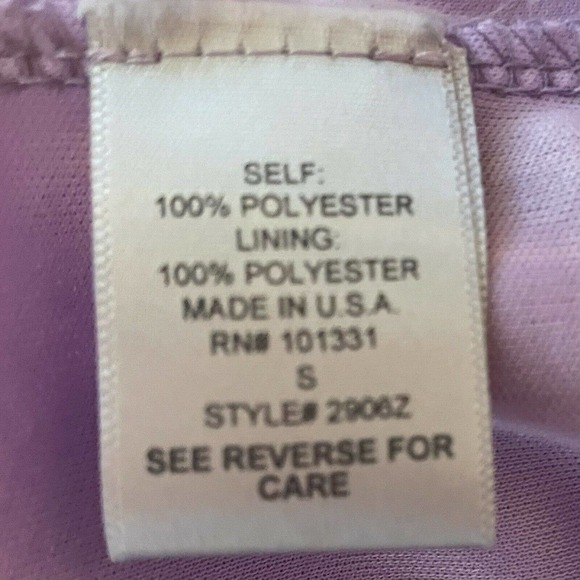 SELF:
100% POLYESTER
LINING:
100% POLYESTER
MADE IN U.S.A.
RN# 101331
S
STYLE# 2906Z
SEE REVERSE FOR
CARE